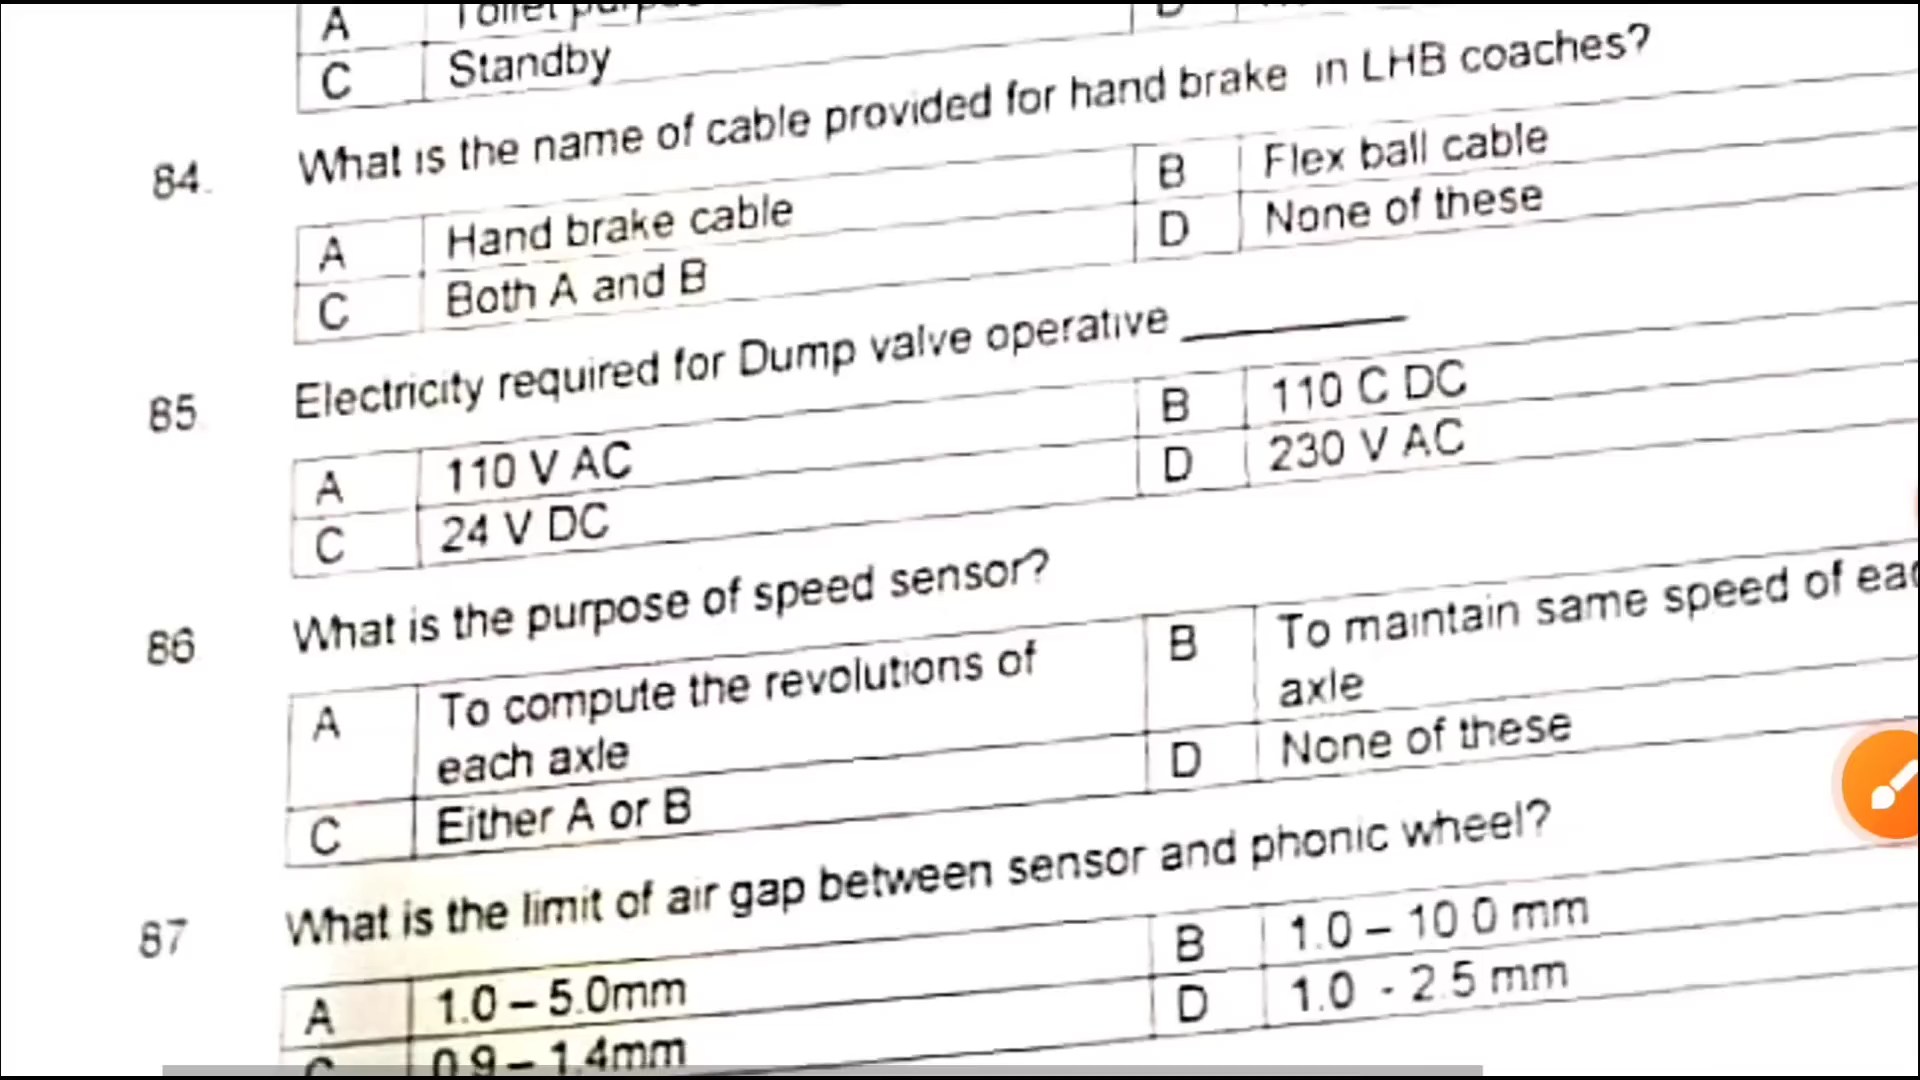 A
C Standby
84. What is the name of cable provided for hand brake in LHB coaches?
A Hand brake cable B Flex ball cable
C Both A and B D None of these
85. Electricity required for Dump valve operative ________
A 110 V AC B 110 C DC
C 24 V DC D 230 V AC
86 What is the purpose of speed sensor?
A To compute the revolutions of B To maintain same speed of
each axle axle
C Either A or B D None of these
87 What is the limit of air gap between sensor and phonic wheel?
A 1.0 – 5.0mm B 1.0 – 10 0 mm
0.9 – 1.4mm D 1.0 - 2.5 mm